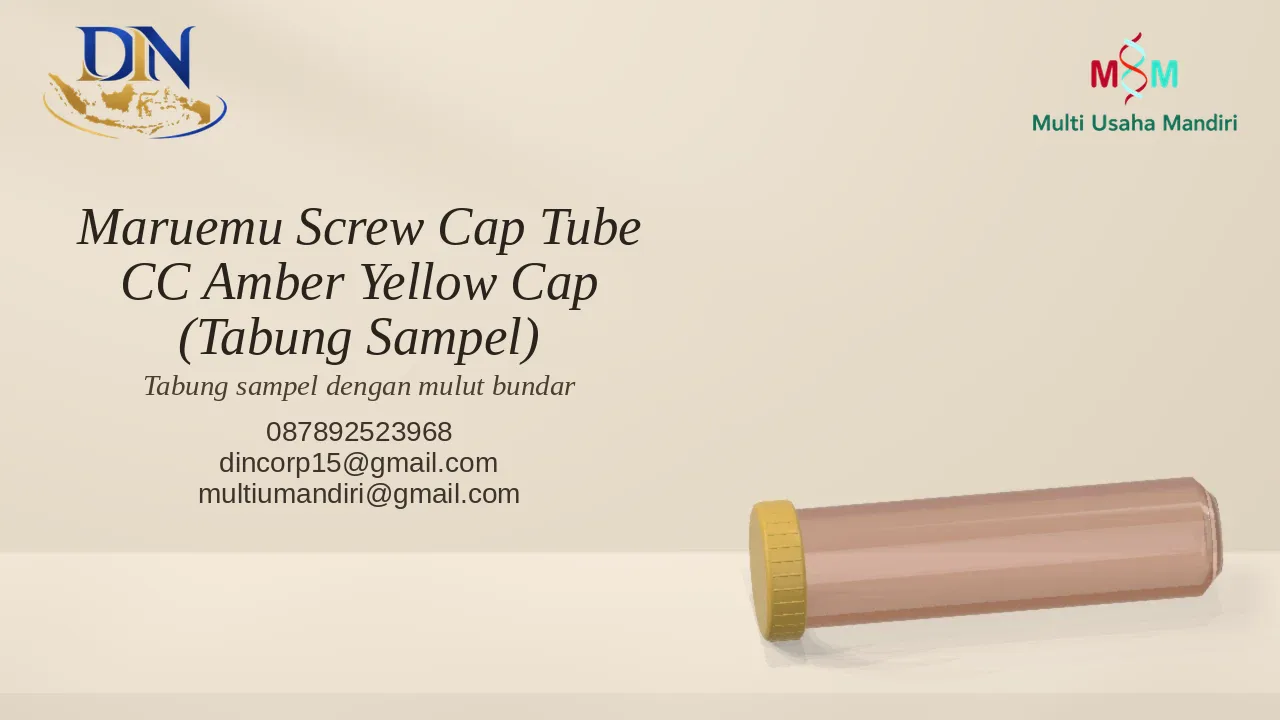 DIN
MSM
Multi Usaha Mandiri
Maruemu Screw Cap Tube
CC Amber Yellow Cap
(Tabung Sampel)
Tabung sampel dengan mulut bundar
087892523968
dincorp15@gmail.com
multiumandiri@gmail.com